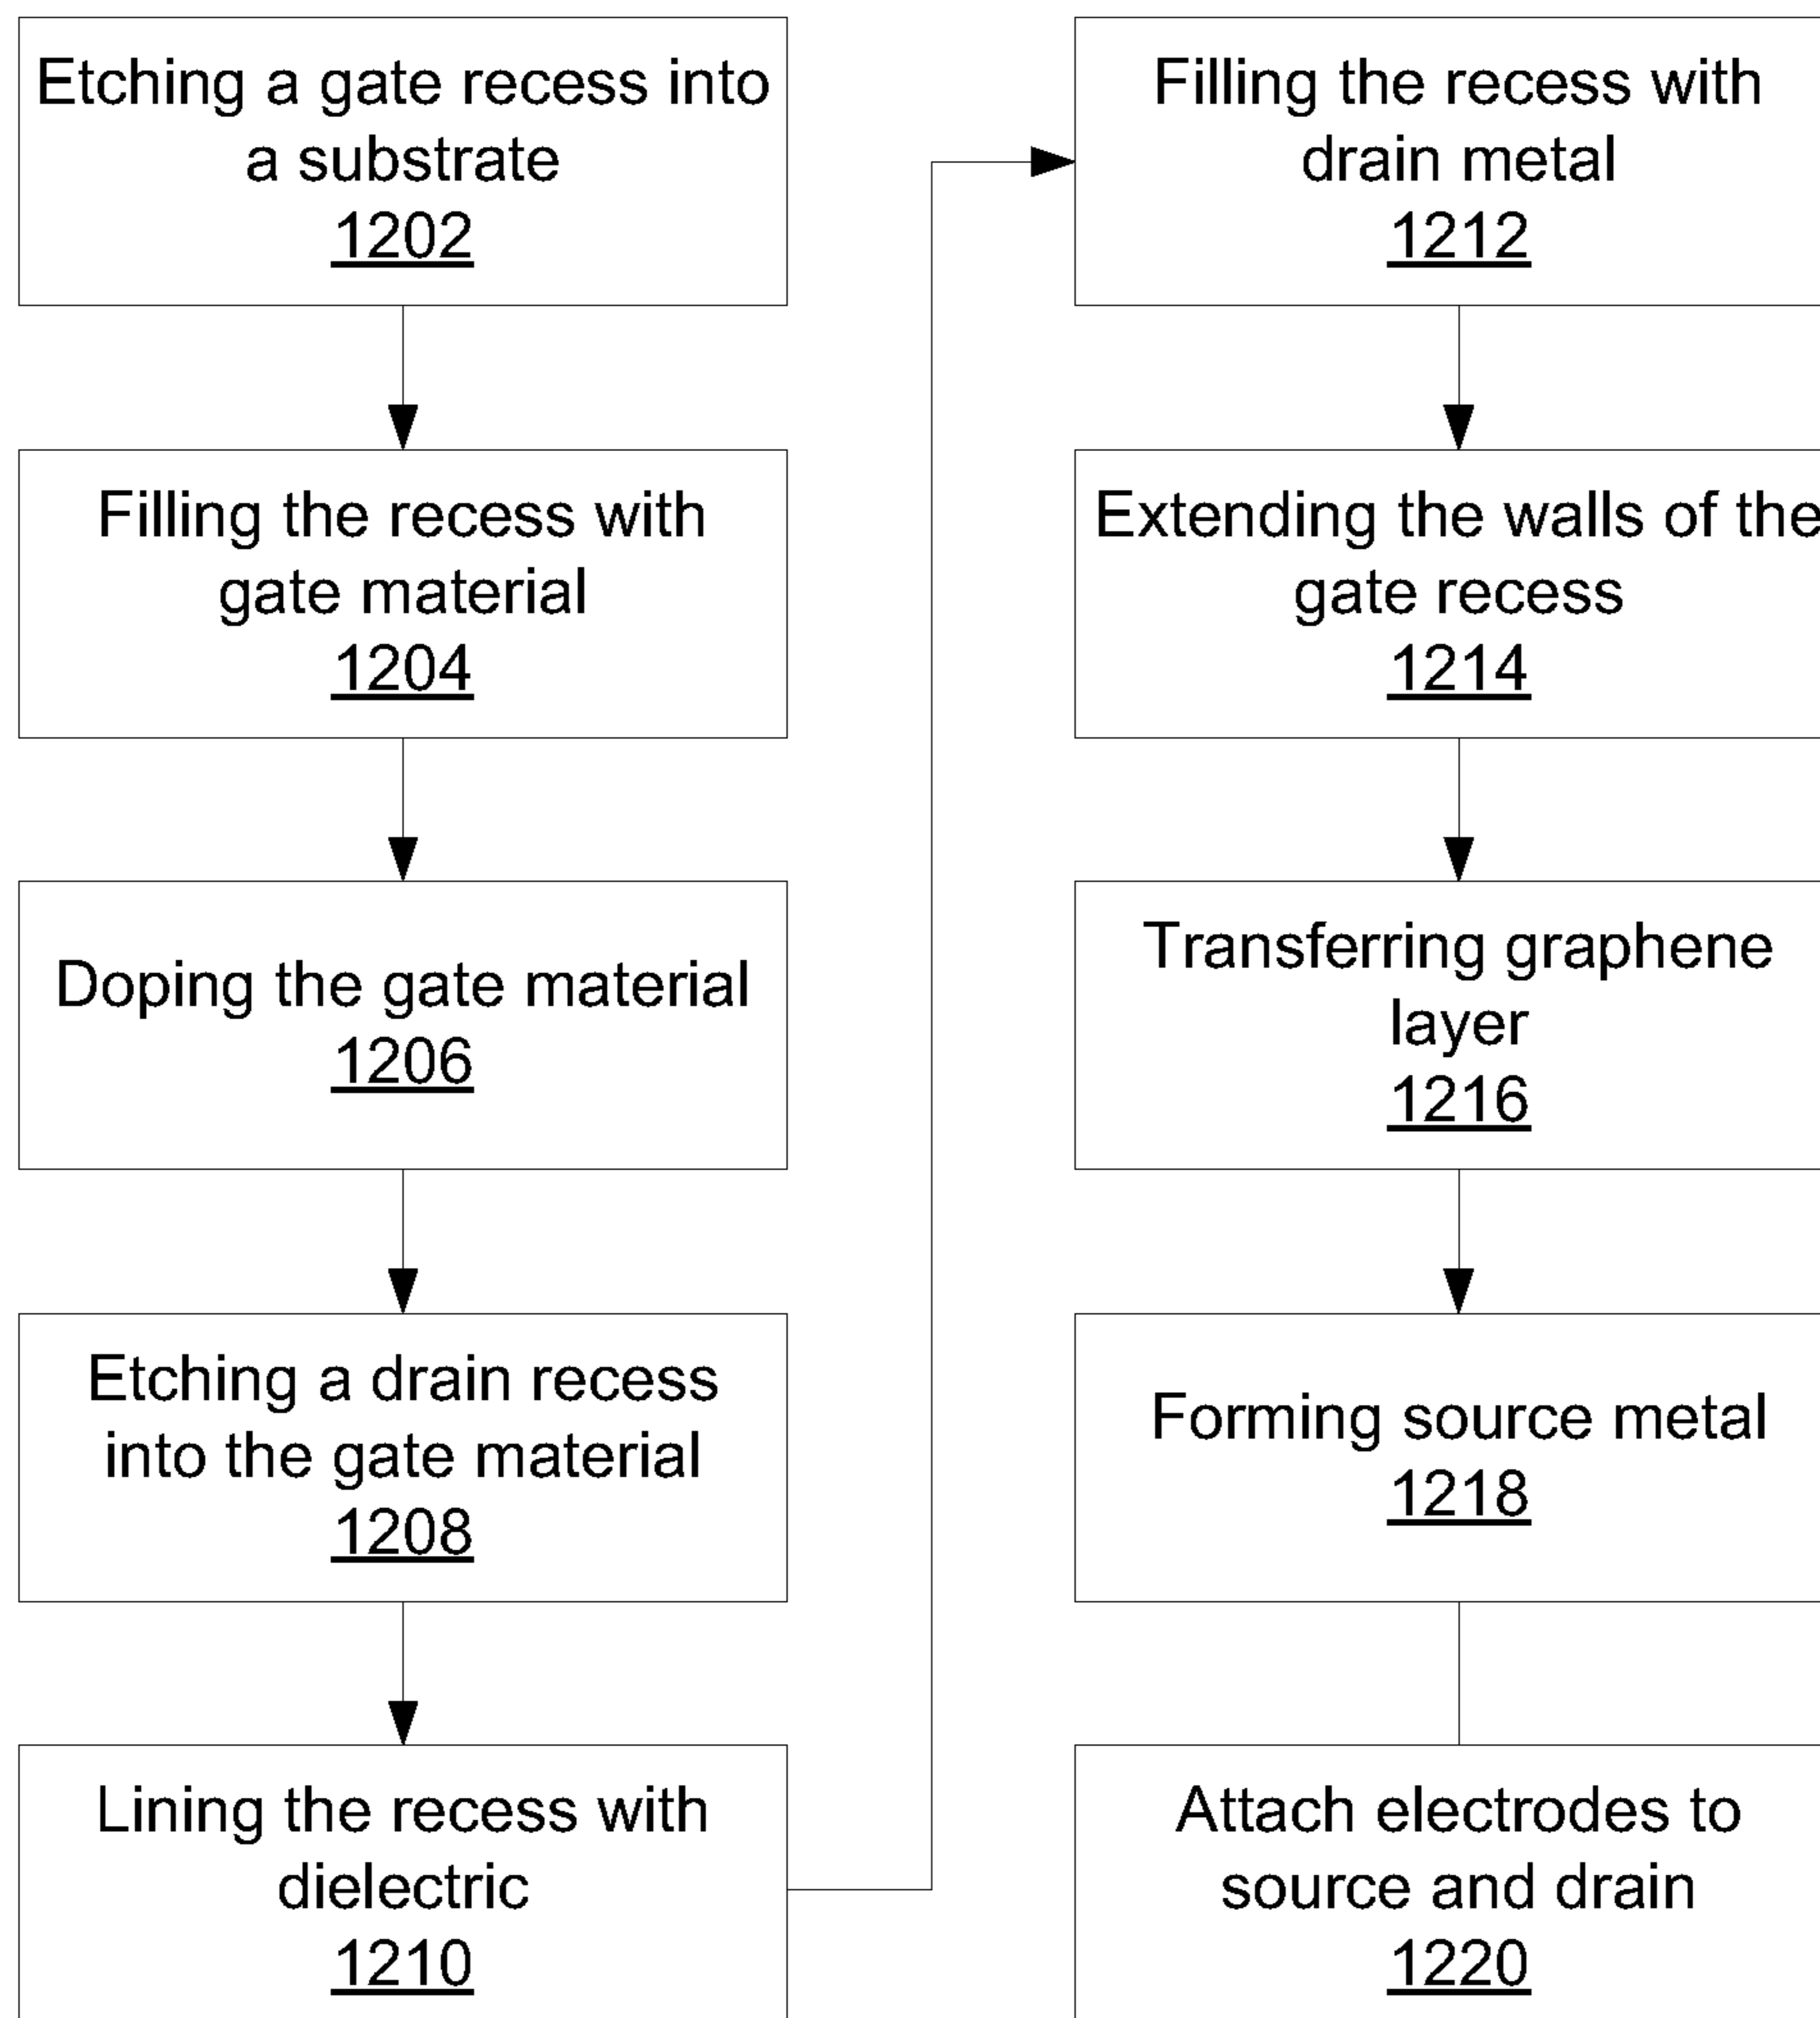 Etching a gate recess into
a substrate
1202
Filling the recess with
gate material
1204
Doping the gate material
1206
Etching a drain recess
into the gate material
1208
Lining the recess with
dielectric
1210
Filling the recess with
drain metal
1212
Extending the walls of the
gate recess
1214
Transferring graphene
layer
1216
Forming source metal
1218
Attach electrodes to
source and drain
1220